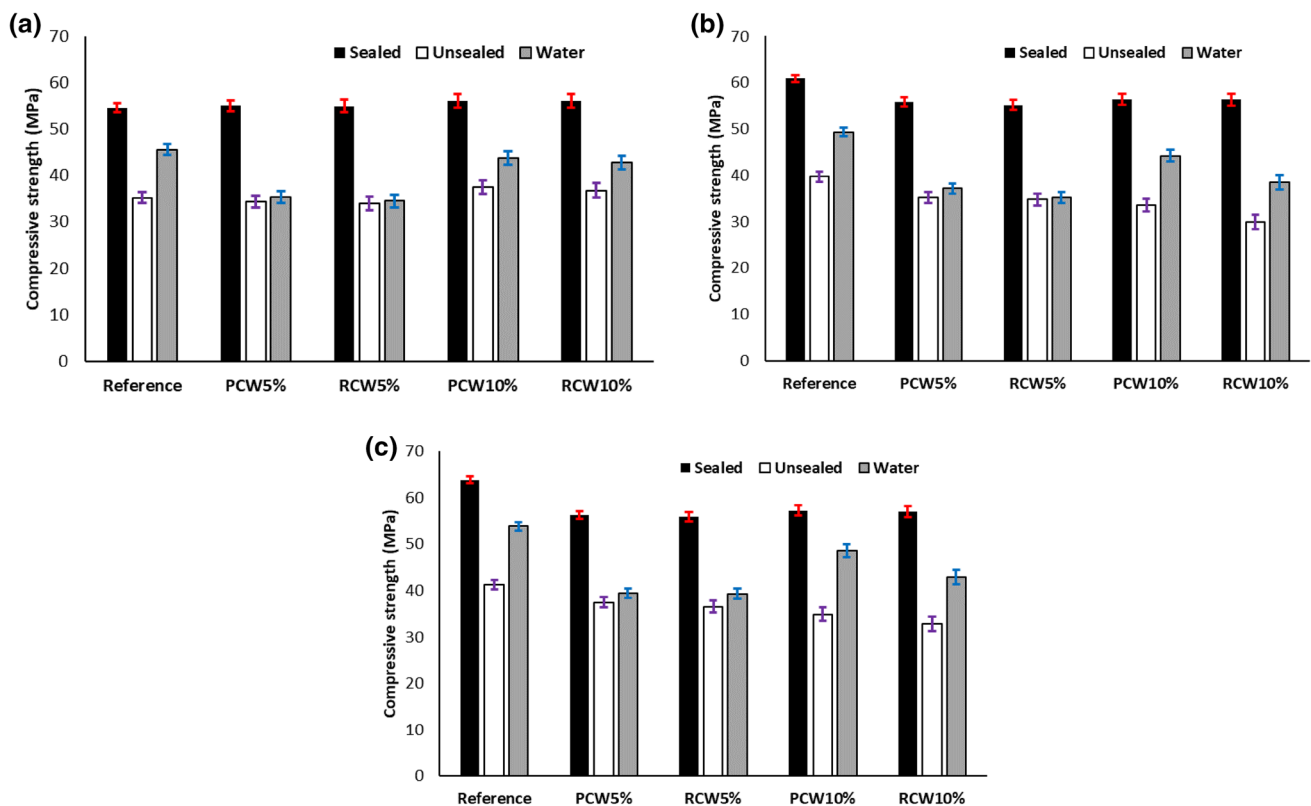 (a)
Compressive strength (MPa)
70
60
50
40
30
20
10
0
Sealed Unsealed Water
Reference PCW5% RCW5% PCW10% RCW10%
(b)
Compressive strength (MPa)
70
60
50
40
30
20
10
0
Sealed Unsealed Water
Reference PCW5% RCW5% PCW10% RCW10%
(c)
Compressive strength (MPa)
70
60
50
40
30
20
10
0
Sealed Unsealed Water
Reference PCW5% RCW5% PCW10% RCW10%